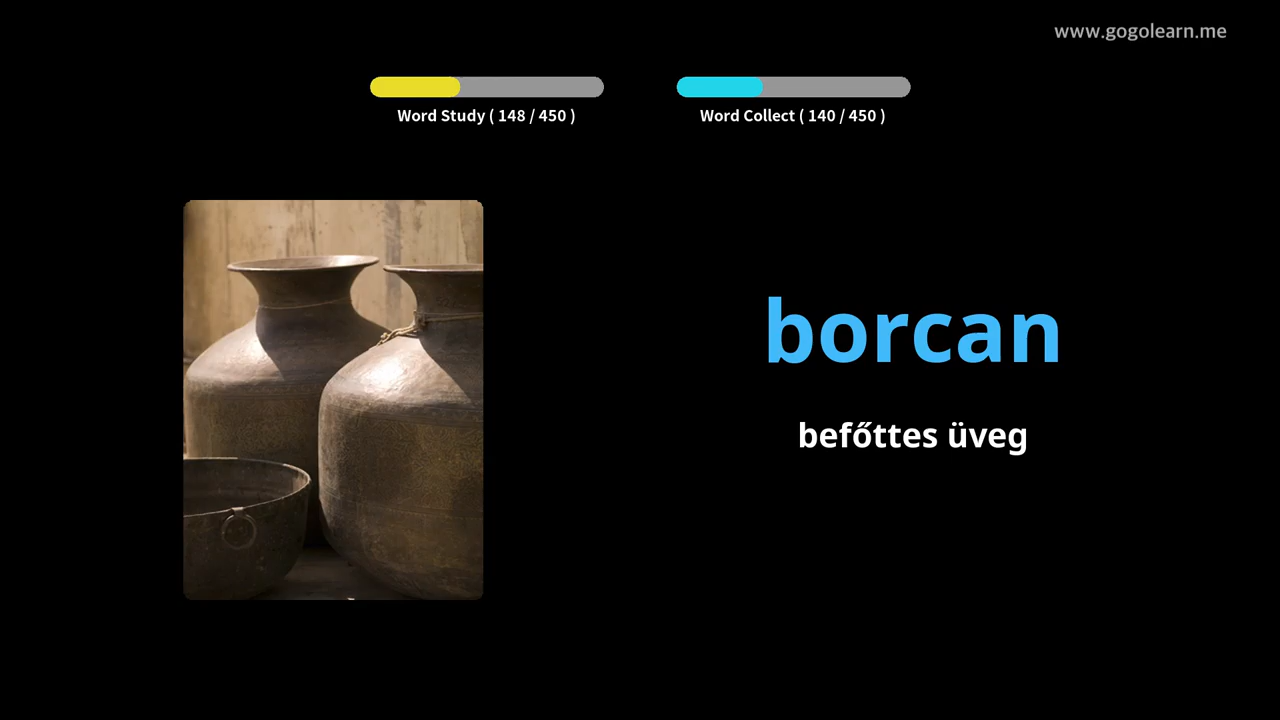 www.gogolearn.me
Word Study ( 148 / 450 )
Word Collect ( 140 / 450 )
borcan
befőttes üveg